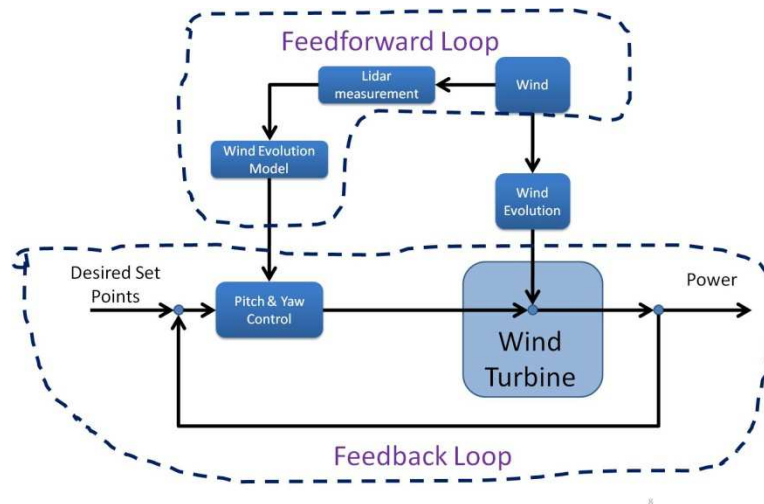 Feedforward Loop
Lidar
measurement
Wind
Wind Evolution
Model
Wind
Evolution
Desired Set
Points
Pitch & Yaw
Control
Power
Wind
Turbine
Feedback Loop
x